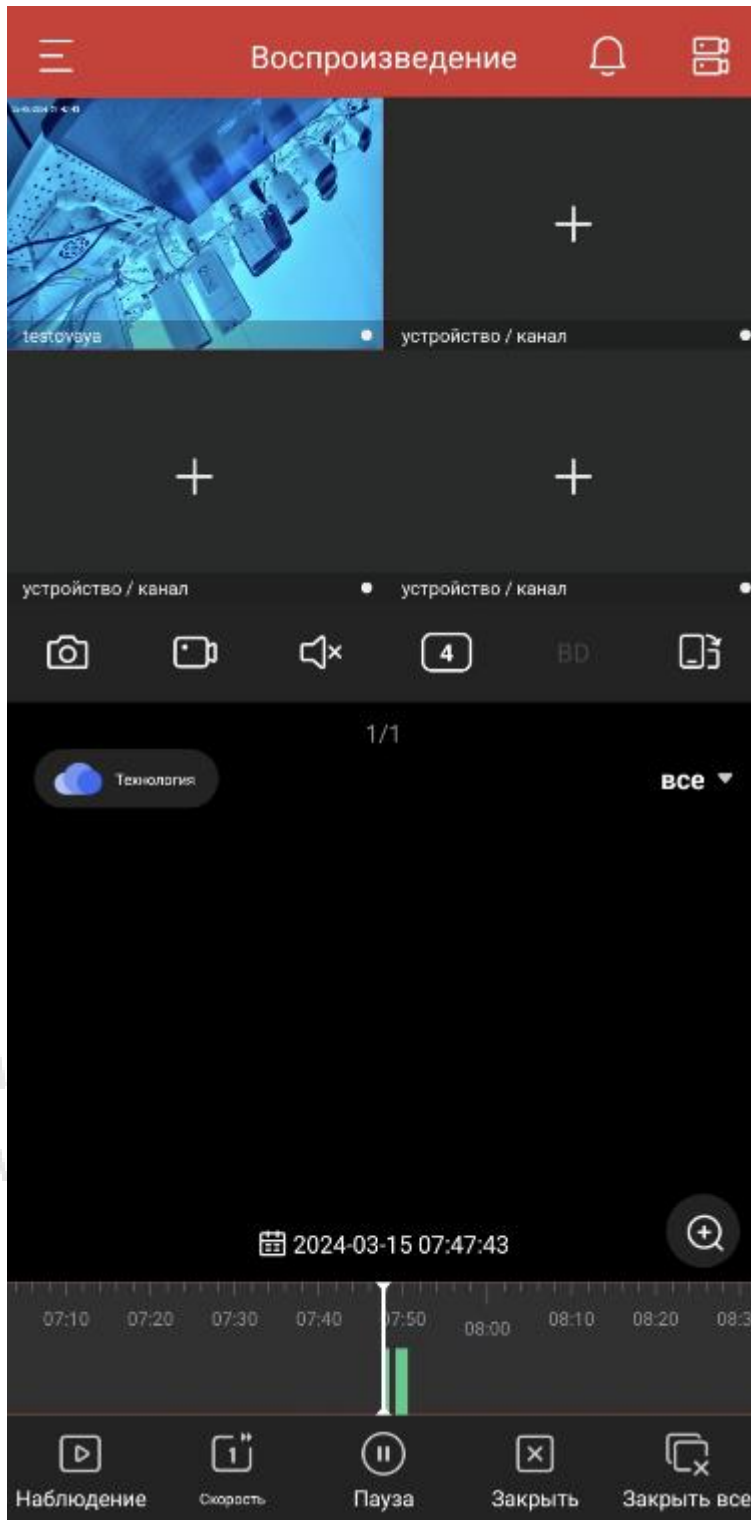 Воспроизведение
testovaya
устройство / канал
устройство / канал
устройство / канал
4
BD
1/1
Технология
все
2024-03-15 07:47:43
07:10 07:20 07:30 07:40 07:50 08:00 08:10 08:20 08:3
1
Наблюдение Скорость Пауза Закрыть Закрыть все